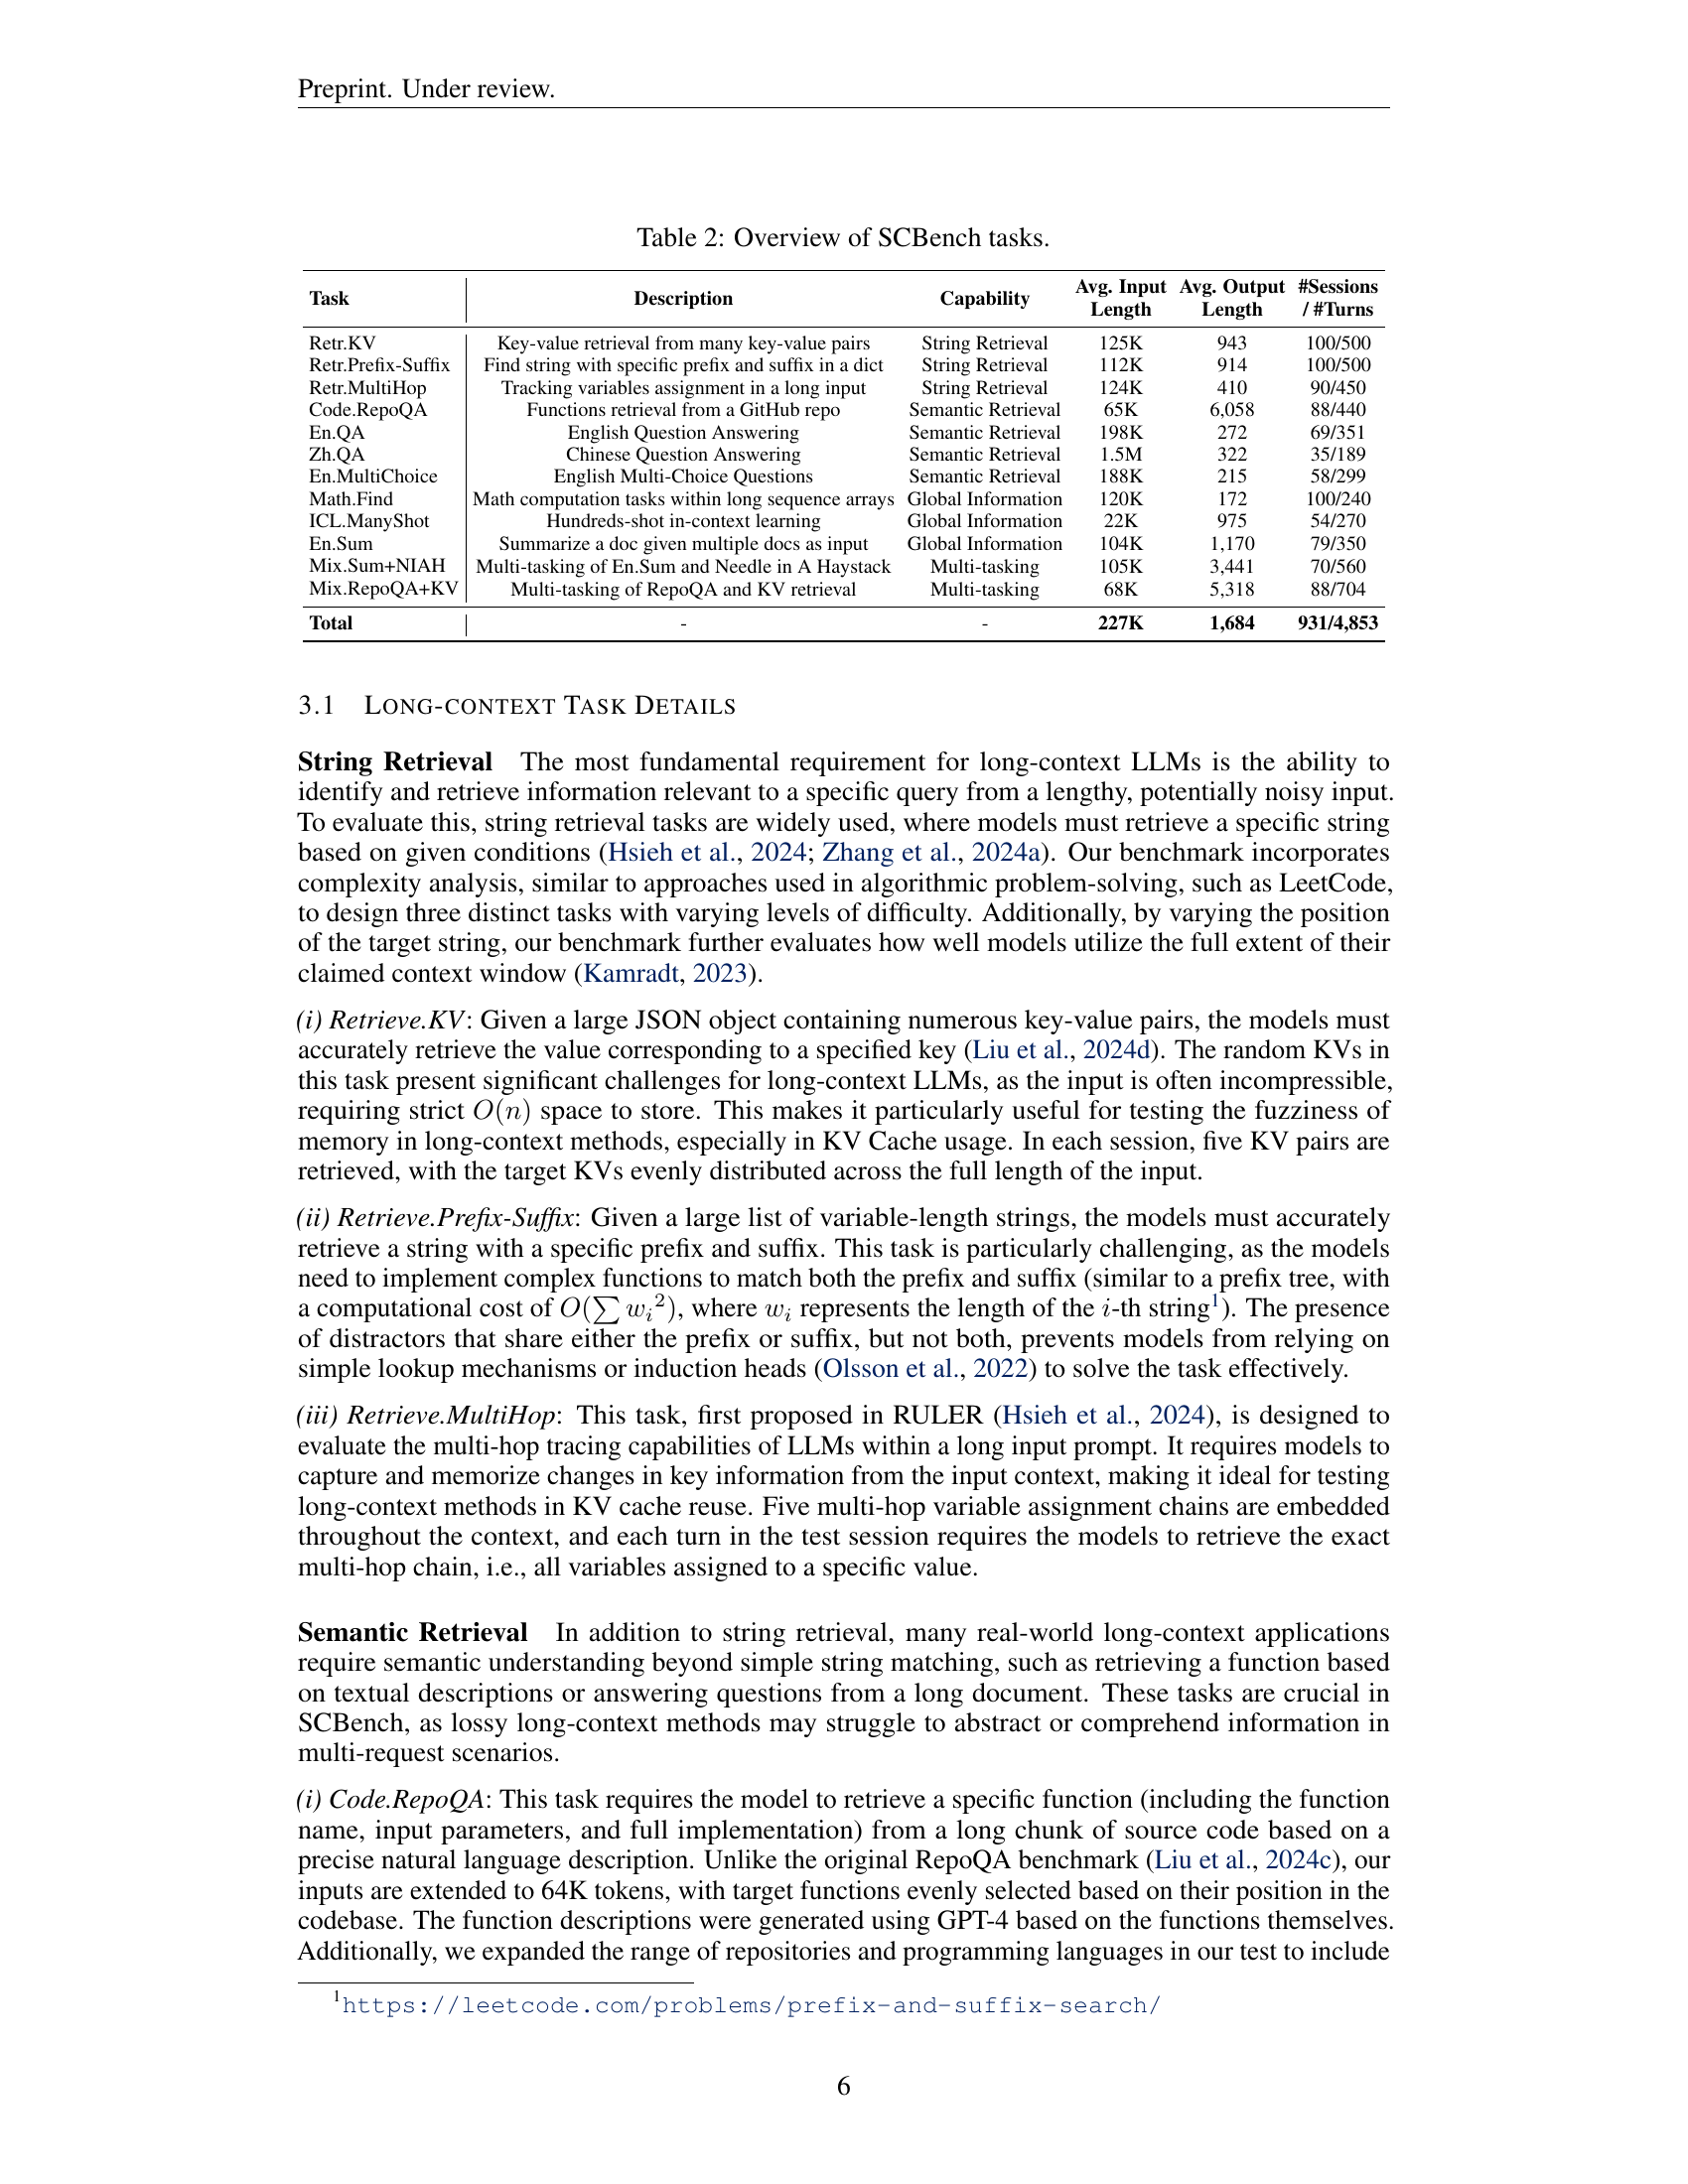 Preprint. Under review.
Table 2: Overview of SCBench tasks.
Task Description Capability Avg. Input Length Avg. Output Length #Sessions / #Turns
Retr.KV Key-value retrieval from many key-value pairs String Retrieval 125K 943 100/500
Retr.Prefix-Suffix Find string with specific prefix and suffix in a dict String Retrieval 112K 914 100/500
Retr.MultiHop Tracking variables assignment in a long input String Retrieval 124K 410 90/450
Code.RepoQA Functions retrieval from a GitHub repo Semantic Retrieval 65K 6,058 88/440
En.QA English Question Answering Semantic Retrieval 198K 272 69/351
Zh.QA Chinese Question Answering Semantic Retrieval 1.5M 322 35/189
En.MultiChoice English Multi-Choice Questions Semantic Retrieval 188K 215 58/299
Math.Find Math computation tasks within long sequence arrays Global Information 120K 172 100/240
ICL.ManyShot Hundreds-shot in-context learning Global Information 22K 975 54/270
En.Sum Summarize a doc given multiple docs as input Global Information 104K 1,170 79/350
Mix.Sum+NIAH Multi-tasking of En.Sum and Needle in A Haystack Multi-tasking 105K 3,441 70/560
Mix.RepoQA+KV Multi-tasking of RepoQA and KV retrieval Multi-tasking 68K 5,318 88/704
Total - - 227K 1,684 931/4,853
3.1 LONG-CONTEXT TASK DETAILS
String Retrieval The most fundamental requirement for long-context LLMs is the ability to
identify and retrieve information relevant to a specific query from a lengthy, potentially noisy input.
To evaluate this, string retrieval tasks are widely used, where models must retrieve a specific string
based on given conditions (Hsieh et al., 2024; Zhang et al., 2024a). Our benchmark incorporates
complexity analysis, similar to approaches used in algorithmic problem-solving, such as LeetCode,
to design three distinct tasks with varying levels of difficulty. Additionally, by varying the position
of the target string, our benchmark further evaluates how well models utilize the full extent of their
claimed context window (Kamradt, 2023).
(i) Retrieve.KV: Given a large JSON object containing numerous key-value pairs, the models must
accurately retrieve the value corresponding to a specified key (Liu et al., 2024d). The random KVs in
this task present significant challenges for long-context LLMs, as the input is often incompressible,
requiring strict O(n) space to store. This makes it particularly useful for testing the fuzziness of
memory in long-context methods, especially in KV Cache usage. In each session, five KV pairs are
retrieved, with the target KVs evenly distributed across the full length of the input.
(ii) Retrieve.Prefix-Suffix: Given a large list of variable-length strings, the models must accurately
retrieve a string with a specific prefix and suffix. This task is particularly challenging, as the models
need to implement complex functions to match both the prefix and suffix (similar to a prefix tree, with
a computational cost of O(∑ wᵢ²), where wᵢ represents the length of the i-th string¹). The presence
of distractors that share either the prefix or suffix, but not both, prevents models from relying on
simple lookup mechanisms or induction heads (Olsson et al., 2022) to solve the task effectively.
(iii) Retrieve.MultiHop: This task, first proposed in RULER (Hsieh et al., 2024), is designed to
evaluate the multi-hop tracing capabilities of LLMs within a long input prompt. It requires models to
capture and memorize changes in key information from the input context, making it ideal for testing
long-context methods in KV cache reuse. Five multi-hop variable assignment chains are embedded
throughout the context, and each turn in the test session requires the models to retrieve the exact
multi-hop chain, i.e., all variables assigned to a specific value.
Semantic Retrieval In addition to string retrieval, many real-world long-context applications
require semantic understanding beyond simple string matching, such as retrieving a function based
on textual descriptions or answering questions from a long document. These tasks are crucial in
SCBench, as lossy long-context methods may struggle to abstract or comprehend information in
multi-request scenarios.
(i) Code.RepoQA: This task requires the model to retrieve a specific function (including the function
name, input parameters, and full implementation) from a long chunk of source code based on a
precise natural language description. Unlike the original RepoQA benchmark (Liu et al., 2024c), our
inputs are extended to 64K tokens, with target functions evenly selected based on their position in the
codebase. The function descriptions were generated using GPT-4 based on the functions themselves.
Additionally, we expanded the range of repositories and programming languages in our test to include
¹https://leetcode.com/problems/prefix-and-suffix-search/
6